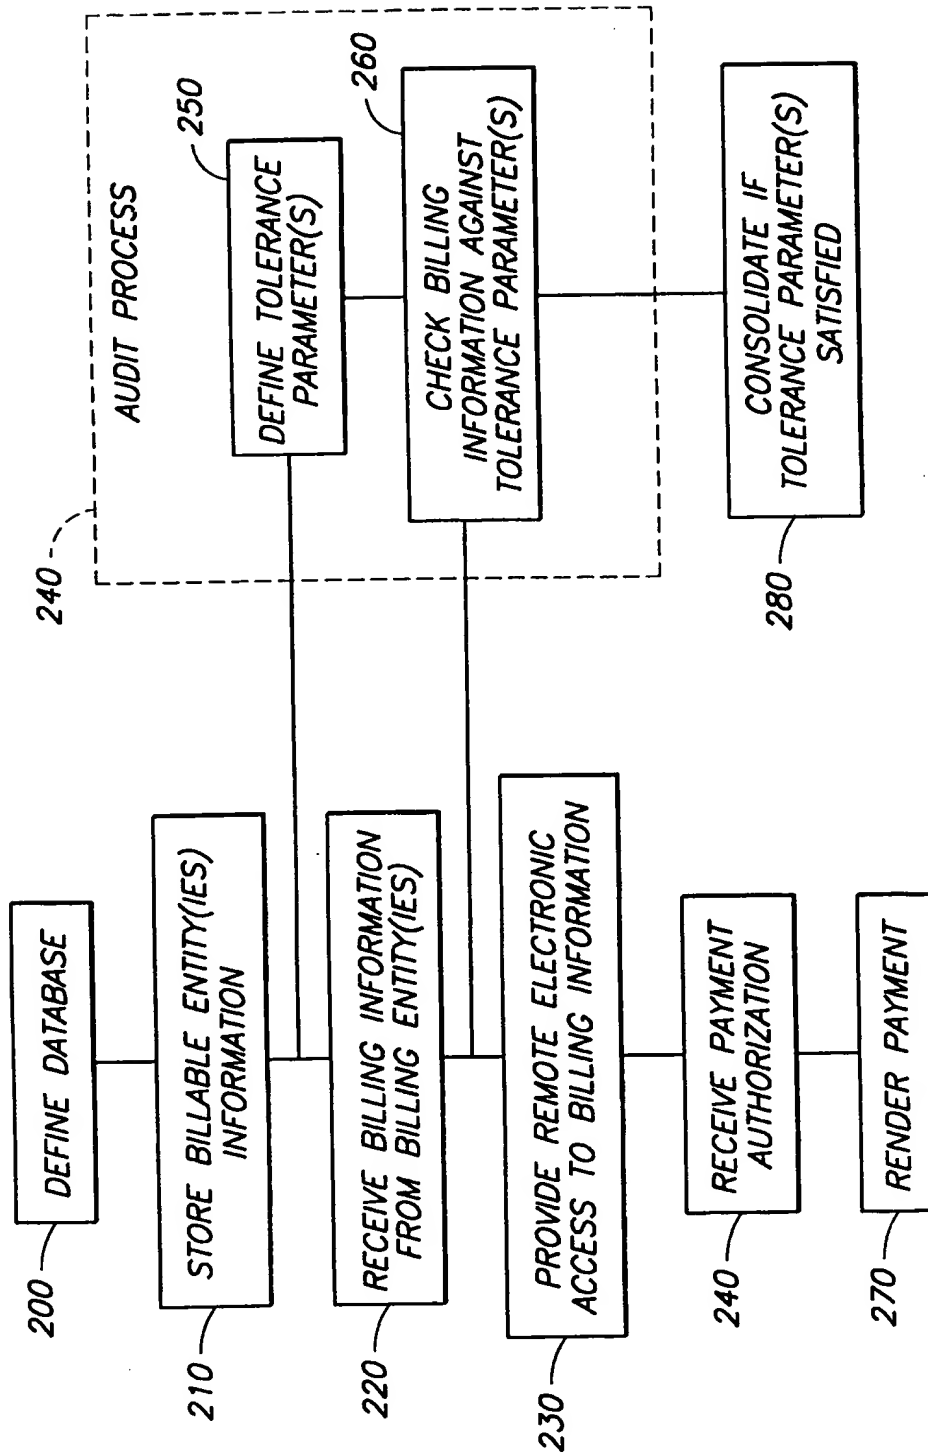 200
DEFINE DATABASE
210
STORE BILLABLE ENTITY(IES)
INFORMATION
220
RECEIVE BILLING INFORMATION
FROM BILLING ENTITY(IES)
230
PROVIDE REMOTE ELECTRONIC
ACCESS TO BILLING INFORMATION
240
RECEIVE PAYMENT
AUTHORIZATION
270
RENDER PAYMENT
240
AUDIT PROCESS
250
DEFINE TOLERANCE
PARAMETER(S)
260
CHECK BILLING
INFORMATION AGAINST
TOLERANCE PARAMETER(S)
280
CONSOLIDATE IF
TOLERANCE PARAMETER(S)
SATISFIED